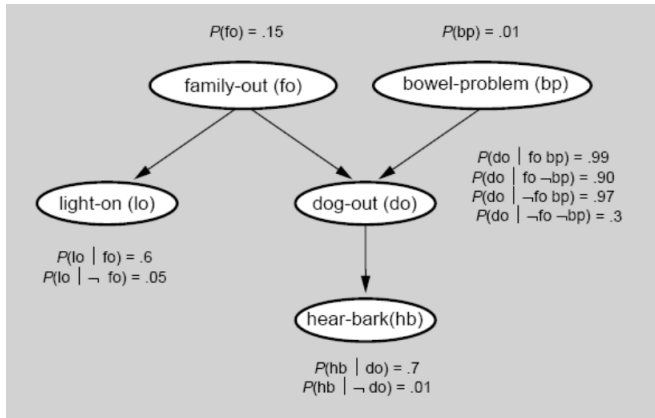 P(fo) = .15
P(bp) = .01
family-out (fo)
bowel-problem (bp)
P(do | fo bp) = .99
P(do | fo ¬bp) = .90
P(do | ¬fo bp) = .97
P(do | ¬fo ¬bp) = .3
light-on (lo)
dog-out (do)
P(lo | fo) = .6
P(lo | ¬ fo) = .05
hear-bark(hb)
P(hb | do) = .7
P(hb | ¬ do) = .01